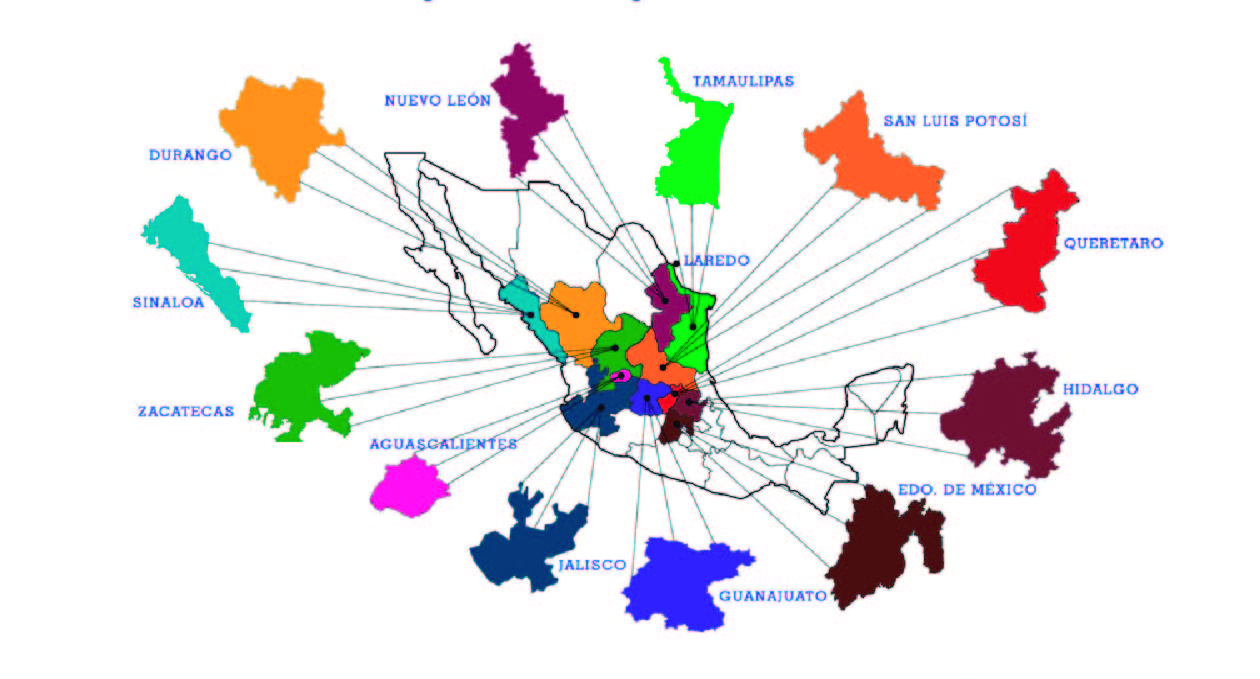 TAMAULIPAS
NUEVO LEÓN
SAN LUIS POTOSÍ
DURANGO
QUERETARO
LAREDO
SINALOA
HIDALGO
ZACATECAS
AGUASCALIENTES
EDO. DE MÉXICO
JALISCO
GUANAJUATO